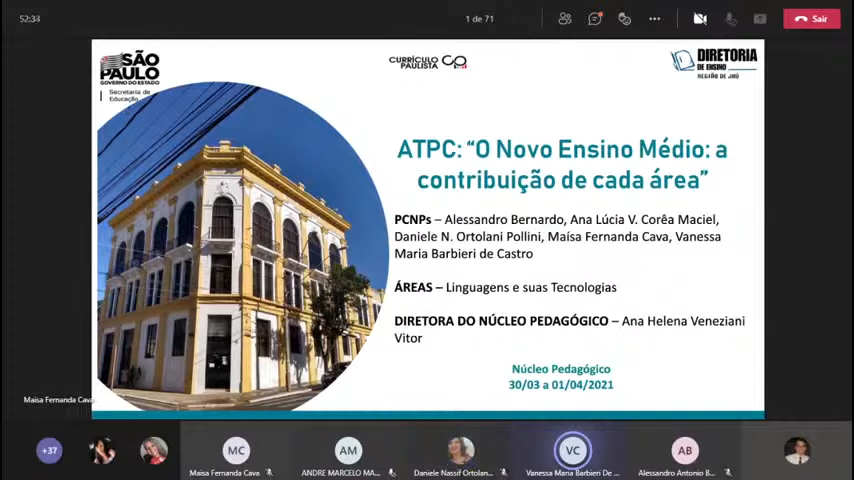 52:33
1 de 71
Sair
SÃO
PAULO
GOVERNO DO ESTADO
Secretaria de
Educação
CURRÍCULO
PAULISTA
DIRETORIA
DE ENSINO
REGIÃO DE JAÚ
ATPC: “O Novo Ensino Médio: a
contribuição de cada área”
PCNPs – Alessandro Bernardo, Ana Lúcia V. Corêa Maciel,
Daniele N. Ortolani Pollini, Maísa Fernanda Cava, Vanessa
Maria Barbieri de Castro
ÁREAS – Linguagens e suas Tecnologias
DIRETORA DO NÚCLEO PEDAGÓGICO – Ana Helena Veneziani
Vitor
Núcleo Pedagógico
30/03 a 01/04/2021
Maisa Fernanda Cava
+37
MC
AM
VC
AB
Maisa Fernanda Cava
ANDRE MARCELO MA...
Daniele Nassif Ortolan...
Vanessa Maria Barbieri De ...
Alessandro Antonio B...